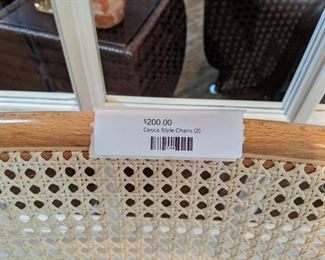 $200.00
Cesca Style Chairs (2)